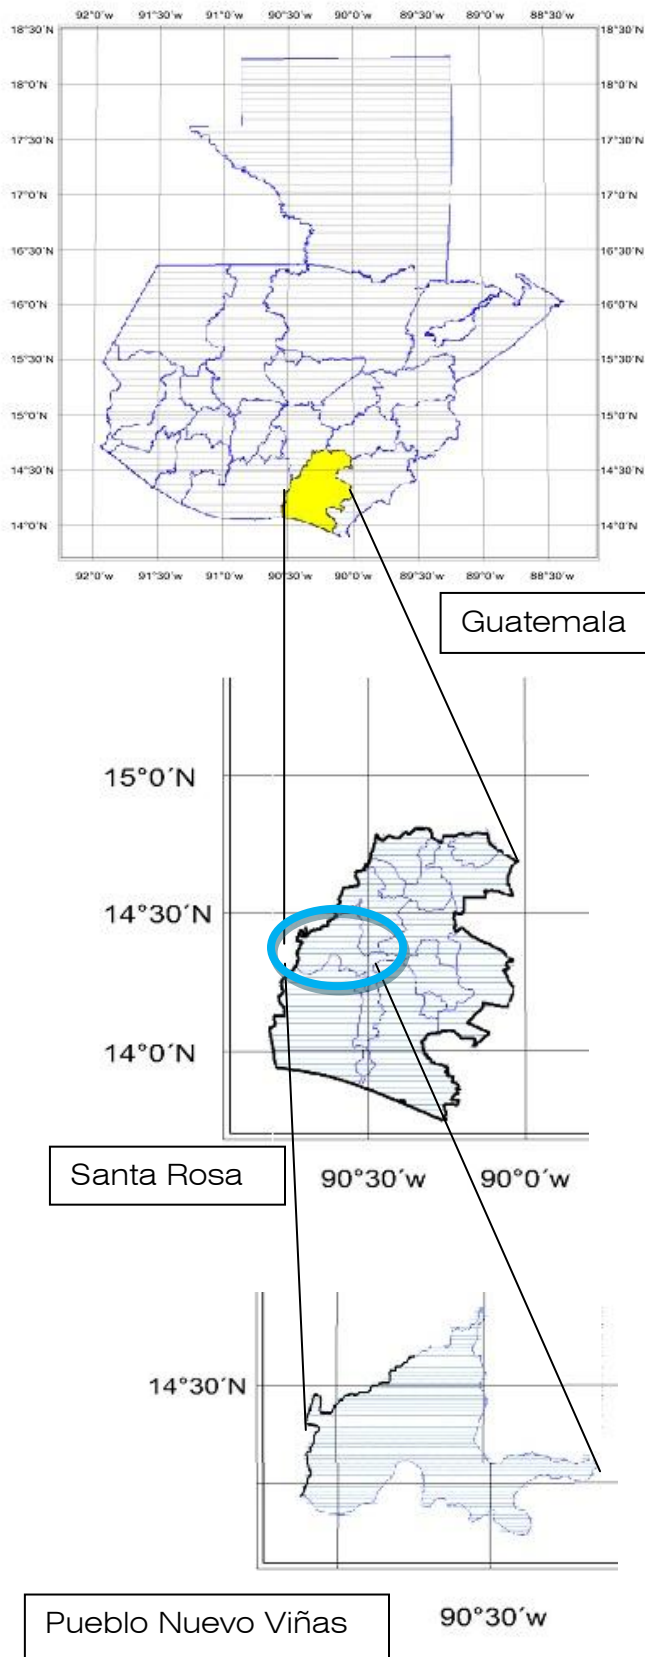 92°0´w 91°30´w 91°0´w 90°30´w 90°0´w 89°30´w 89°0´w 88°30´w
18°30´N 18°30´N
18°0´N 18°0´N
17°30´N 17°30´N
17°0´N 17°0´N
16°30´N 16°30´N
16°0´N 16°0´N
15°30´N 15°30´N
15°0´N 15°0´N
14°30´N 14°30´N
14°0´N 14°0´N
92°0´w 91°30´w 91°0´w 90°30´w 90°0´w 89°30´w 89°0´w 88°30´w
Guatemala
15°0´N
14°30´N
14°0´N
Santa Rosa
90°30´w 90°0´w
14°30´N
Pueblo Nuevo Viñas
90°30´w